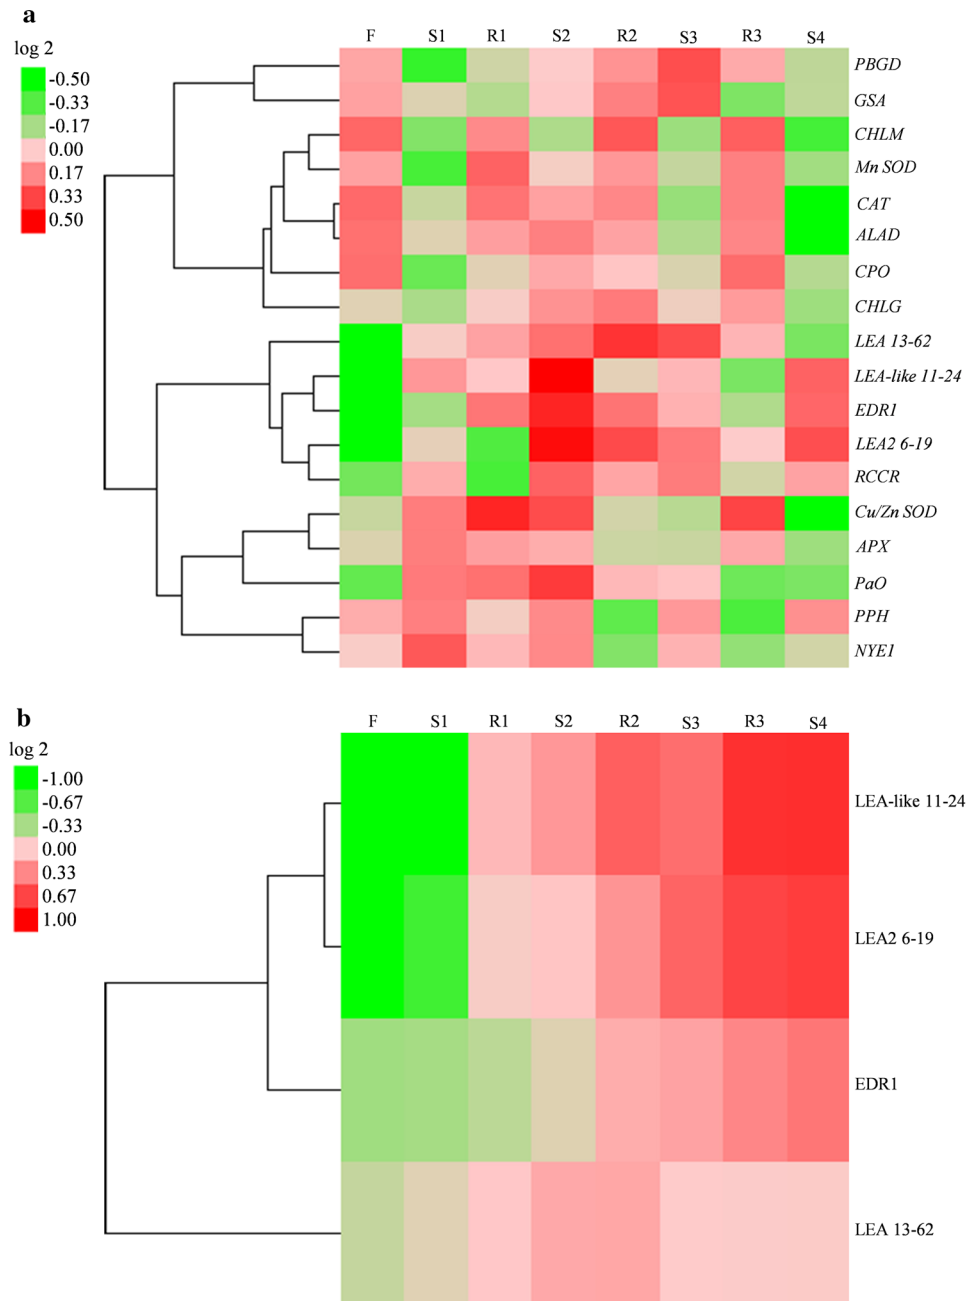 a
log 2
-0.50
-0.33
-0.17
0.00
0.17
0.33
0.50
F S1 R1 S2 R2 S3 R3 S4
PBGD
GSA
CHLM
Mn SOD
CAT
ALAD
CPO
CHLG
LEA 13-62
LEA-like 11-24
EDR1
LEA2 6-19
RCCR
Cu/Zn SOD
APX
PaO
PPH
NYE1
b
log 2
-1.00
-0.67
-0.33
0.00
0.33
0.67
1.00
F S1 R1 S2 R2 S3 R3 S4
LEA-like 11-24
LEA2 6-19
EDR1
LEA 13-62